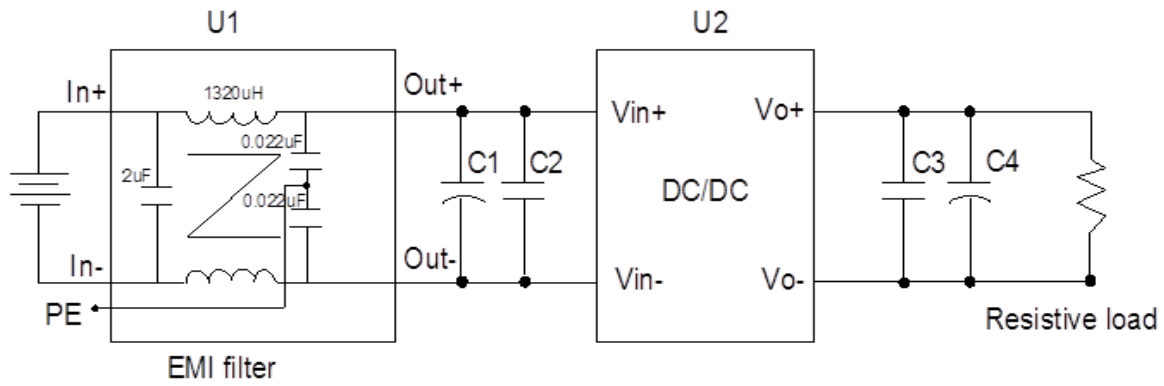 U1
U2
In+
1320uH
Out+
Vin+
Vo+
0.022uF
C1
C2
C3
C4
2uF
DC/DC
0.022uF
In-
Out-
Vin-
Vo-
PE
Resistive load
EMI filter